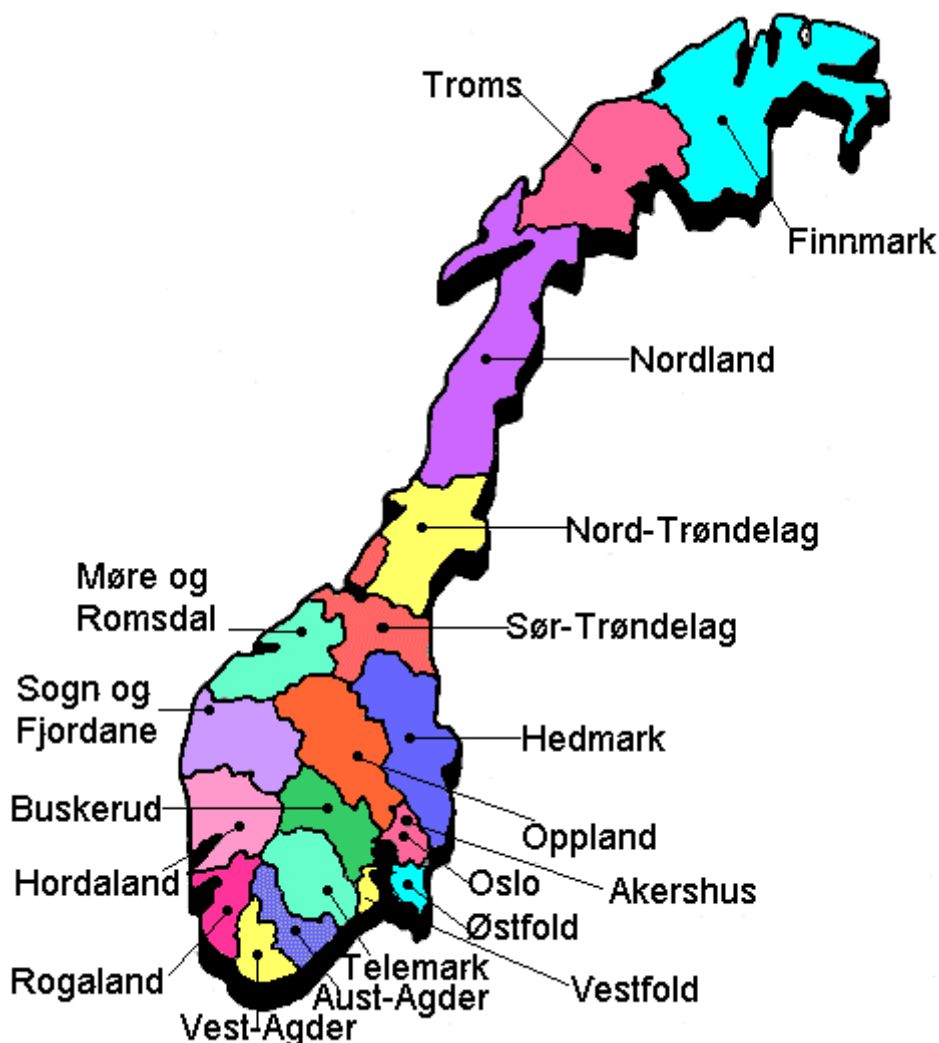 Troms
Finnmark
Nordland
Nord-Trøndelag
Møre og
Romsdal
Sør-Trøndelag
Sogn og
Fjordane
Hedmark
Buskerud
Oppland
Hordaland
Oslo
Akershus
Østfold
Rogaland
Telemark
Vestfold
Aust-Agder
Vest-Agder